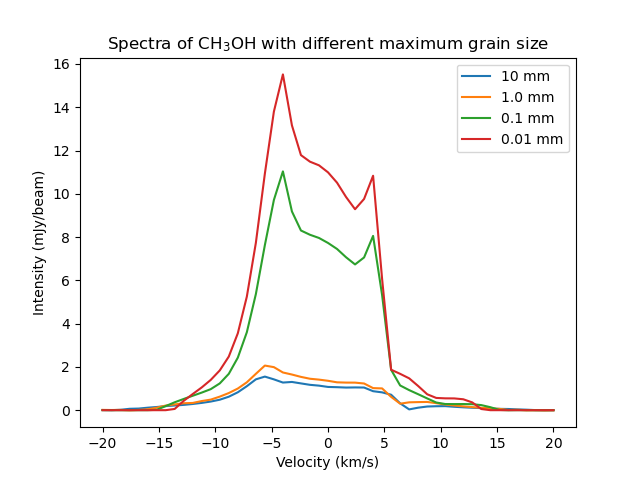 Spectra of CH₃OH with different maximum grain size
10 mm
1.0 mm
0.1 mm
0.01 mm
Intensity (mJy/beam)
16
14
12
10
8
6
4
2
0
−20 −15 −10 −5 0 5 10 15 20
Velocity (km/s)